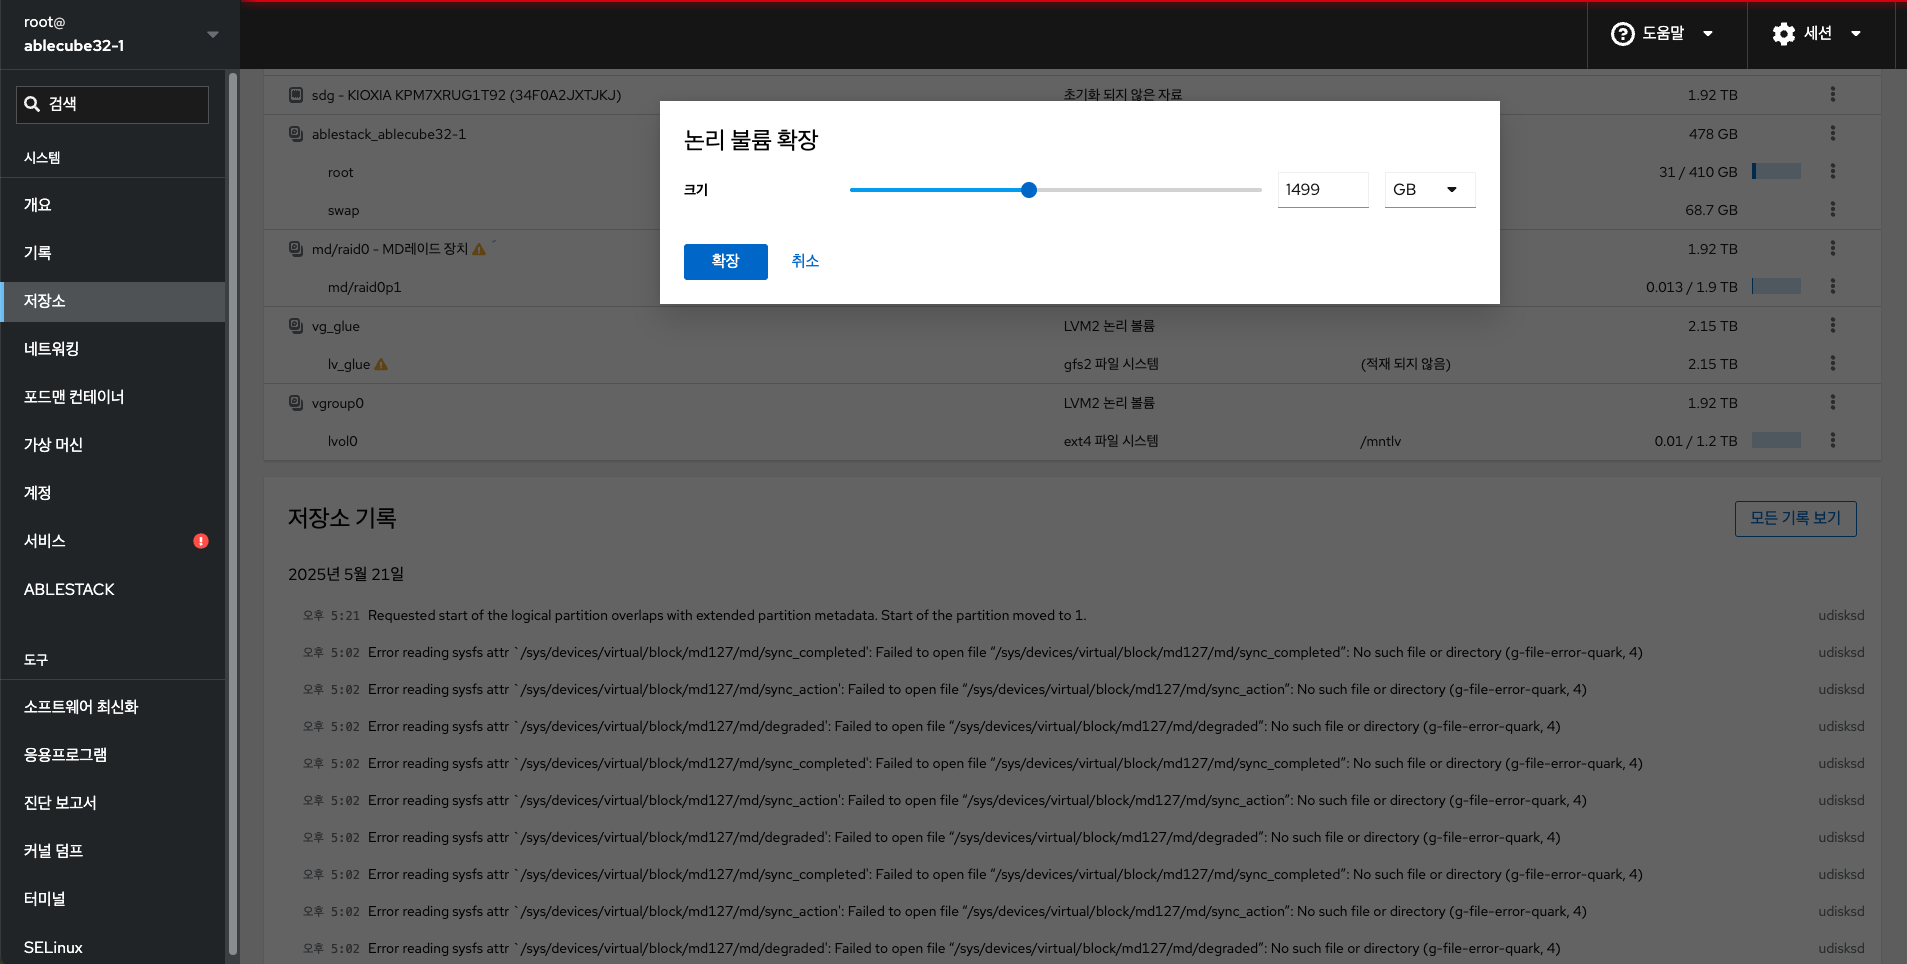 root@
ablecube32-1
도움말
세션
검색
시스템
개요
기록
저장소
네트워킹
포드맨 컨테이너
가상 머신
계정
서비스
ABLESTACK
도구
소프트웨어 최신화
응용프로그램
진단 보고서
커널 덤프
터미널
SELinux
sdg - KIOXIA KPM7XRUG1T92 (34F0A2JXTJKJ) 초기화 되지 않은 자료 1.92 TB
ablestack_ablecube32-1 478 GB
root 31 / 410 GB
swap 68.7 GB
md/raid0 - MD레이드 장치 1.92 TB
md/raid0p1 0.013 / 1.9 TB
vg_glue LVM2 논리 볼륨 2.15 TB
lv_glue gfs2 파일 시스템 (적재 되지 않음) 2.15 TB
vgroup0 LVM2 논리 볼륨 1.92 TB
lvol0 ext4 파일 시스템 /mntlv 0.01 / 1.2 TB
논리 볼륨 확장
크기 1499 GB
확장 취소
저장소 기록
모든 기록 보기
2025년 5월 21일
오후 5:21 Requested start of the logical partition overlaps with extended partition metadata. Start of the partition moved to 1. udisksd
오후 5:02 Error reading sysfs attr `/sys/devices/virtual/block/md127/md/sync_completed': Failed to open file “/sys/devices/virtual/block/md127/md/sync_completed”: No such file or directory (g-file-error-quark, 4) udisksd
오후 5:02 Error reading sysfs attr `/sys/devices/virtual/block/md127/md/sync_action': Failed to open file “/sys/devices/virtual/block/md127/md/sync_action”: No such file or directory (g-file-error-quark, 4) udisksd
오후 5:02 Error reading sysfs attr `/sys/devices/virtual/block/md127/md/degraded': Failed to open file “/sys/devices/virtual/block/md127/md/degraded”: No such file or directory (g-file-error-quark, 4) udisksd
오후 5:02 Error reading sysfs attr `/sys/devices/virtual/block/md127/md/sync_completed': Failed to open file “/sys/devices/virtual/block/md127/md/sync_completed”: No such file or directory (g-file-error-quark, 4) udisksd
오후 5:02 Error reading sysfs attr `/sys/devices/virtual/block/md127/md/sync_action': Failed to open file “/sys/devices/virtual/block/md127/md/sync_action”: No such file or directory (g-file-error-quark, 4) udisksd
오후 5:02 Error reading sysfs attr `/sys/devices/virtual/block/md127/md/degraded': Failed to open file “/sys/devices/virtual/block/md127/md/degraded”: No such file or directory (g-file-error-quark, 4) udisksd
오후 5:02 Error reading sysfs attr `/sys/devices/virtual/block/md127/md/sync_completed': Failed to open file “/sys/devices/virtual/block/md127/md/sync_completed”: No such file or directory (g-file-error-quark, 4) udisksd
오후 5:02 Error reading sysfs attr `/sys/devices/virtual/block/md127/md/sync_action': Failed to open file “/sys/devices/virtual/block/md127/md/sync_action”: No such file or directory (g-file-error-quark, 4) udisksd
오후 5:02 Error reading sysfs attr `/sys/devices/virtual/block/md127/md/degraded': Failed to open file “/sys/devices/virtual/block/md127/md/degraded”: No such file or directory (g-file-error-quark, 4) udisksd